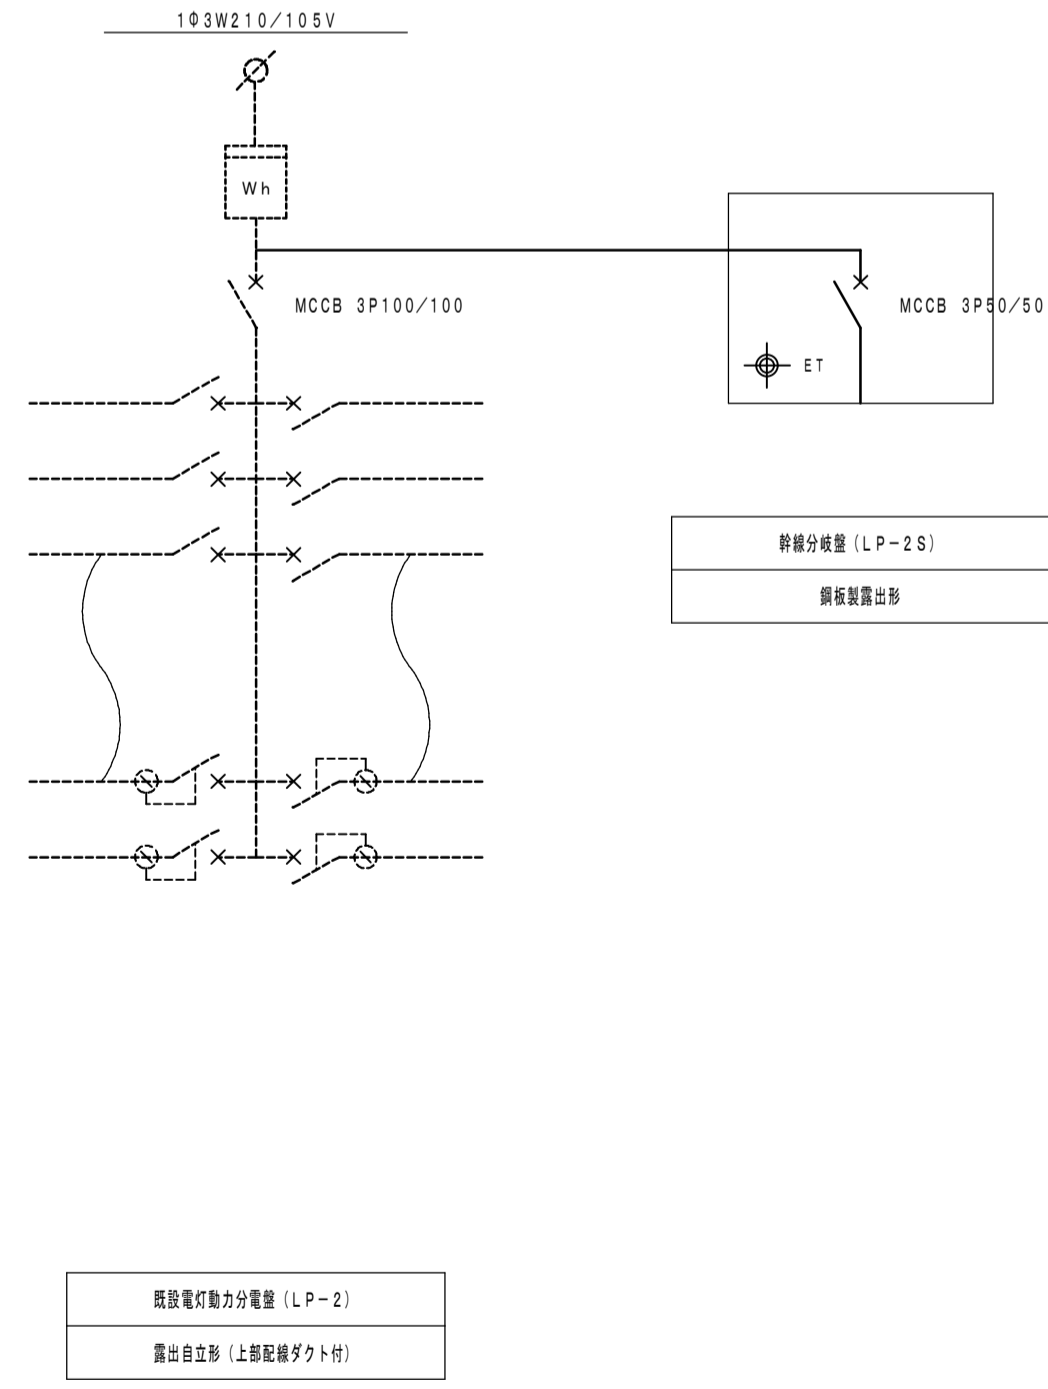 1Φ3W210/105V
Wh
MCCB 3P100/100
MCCB 3P50/50
ET
幹線分岐盤(LP-2S)
鋼板製露出形
既設電灯動力分電盤(LP-2)
露出自立形(上部配線ダクト付)